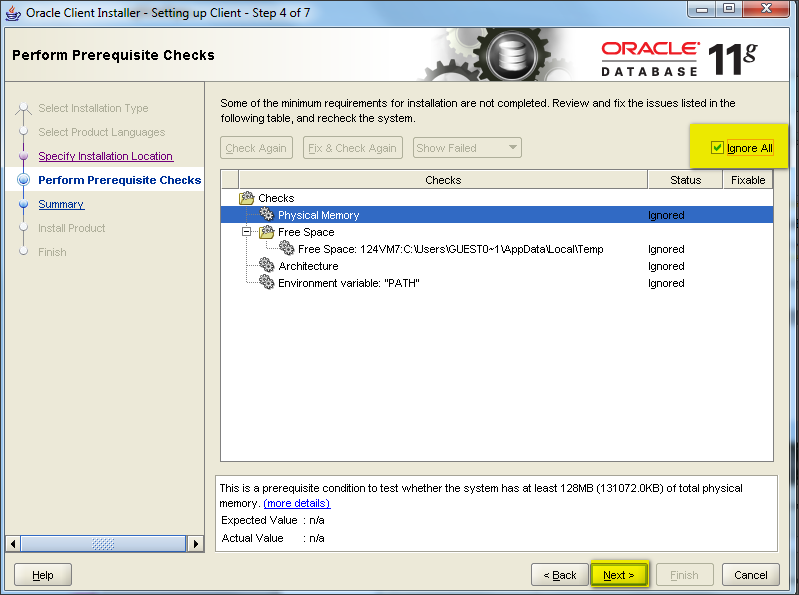 Oracle Client Installer - Setting up Client - Step 4 of 7
Perform Prerequisite Checks
ORACLE
DATABASE
11g
Select Installation Type
Select Product Languages
Specify Installation Location
Perform Prerequisite Checks
Summary
Install Product
Finish
Some of the minimum requirements for installation are not completed. Review and fix the issues listed in the
following table, and recheck the system.
Check Again
Fix & Check Again
Show Failed
Ignore All
Checks Status Fixable
Checks
Physical Memory Ignored
Free Space
Free Space: 124VM7:C:\Users\GUEST0~1\AppData\Local\Temp Ignored
Architecture Ignored
Environment variable: "PATH" Ignored
This is a prerequisite condition to test whether the system has at least 128MB (131072.0KB) of total physical
memory. (more details)
Expected Value : n/a
Actual Value : n/a
Help
< Back
Next >
Finish
Cancel